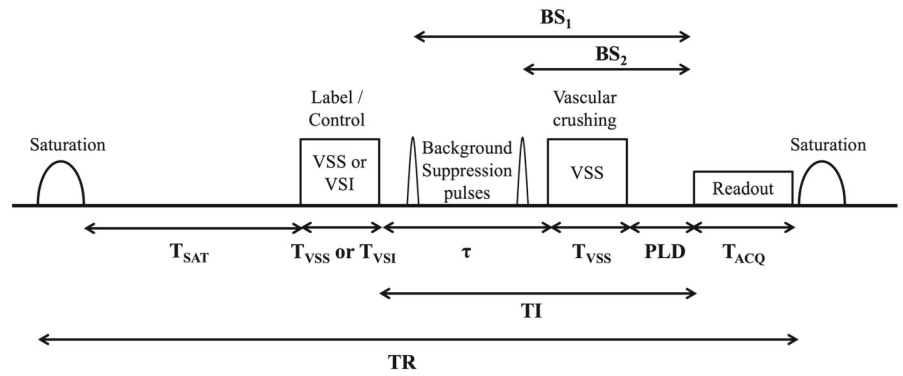 BS₁
BS₂
Label /
Control
Vascular
crushing
Saturation
Saturation
VSS or
VSI
Background
Suppression
pulses
VSS
Readout
T_SAT
T_VSS or T_VSI
τ
T_VSS
PLD
T_ACQ
TI
TR